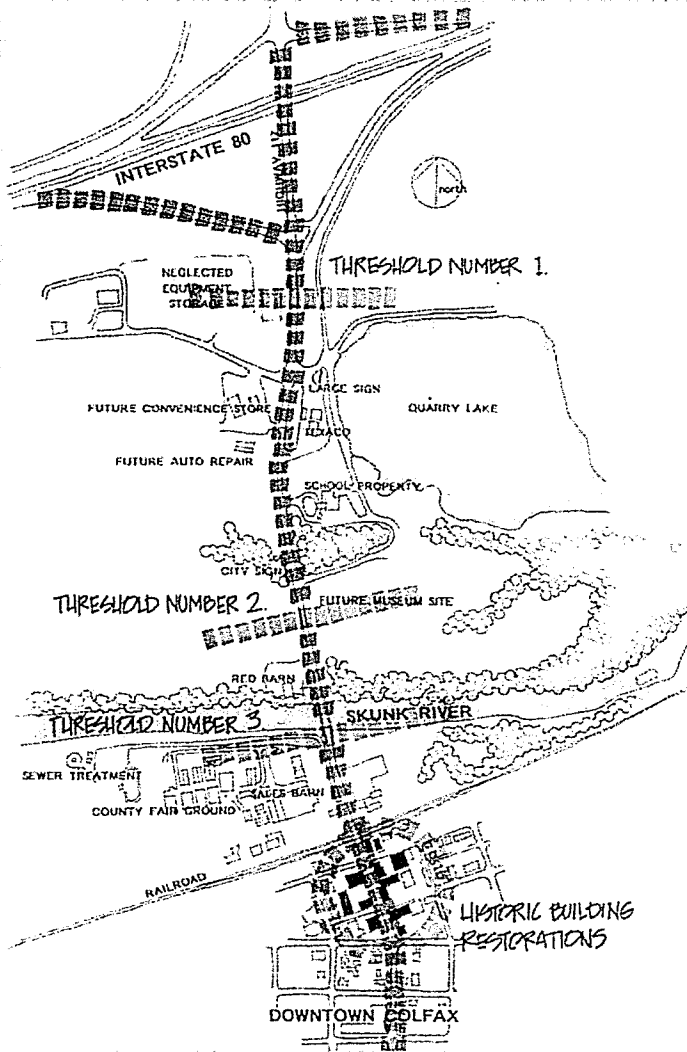 INTERSTATE 80
HIGHWAY
north
THRESHOLD NUMBER 1.
NEGLECTED
EQUIPMENT
STORAGE
LARGE SIGN
FUTURE CONVENIENCE STORE
QUARRY LAKE
TEXACO
FUTURE AUTO REPAIR
SCHOOL PROPERTY
CITY SIGN
THRESHOLD NUMBER 2.
FUTURE MUSEUM SITE
RED BARN
THRESHOLD NUMBER 3
SKUNK RIVER
SEWER TREATMENT
SALES BARN
COUNTY FAIR GROUND
RAILROAD
HISTORIC BUILDING
RESTORATIONS
DOWNTOWN COLFAX